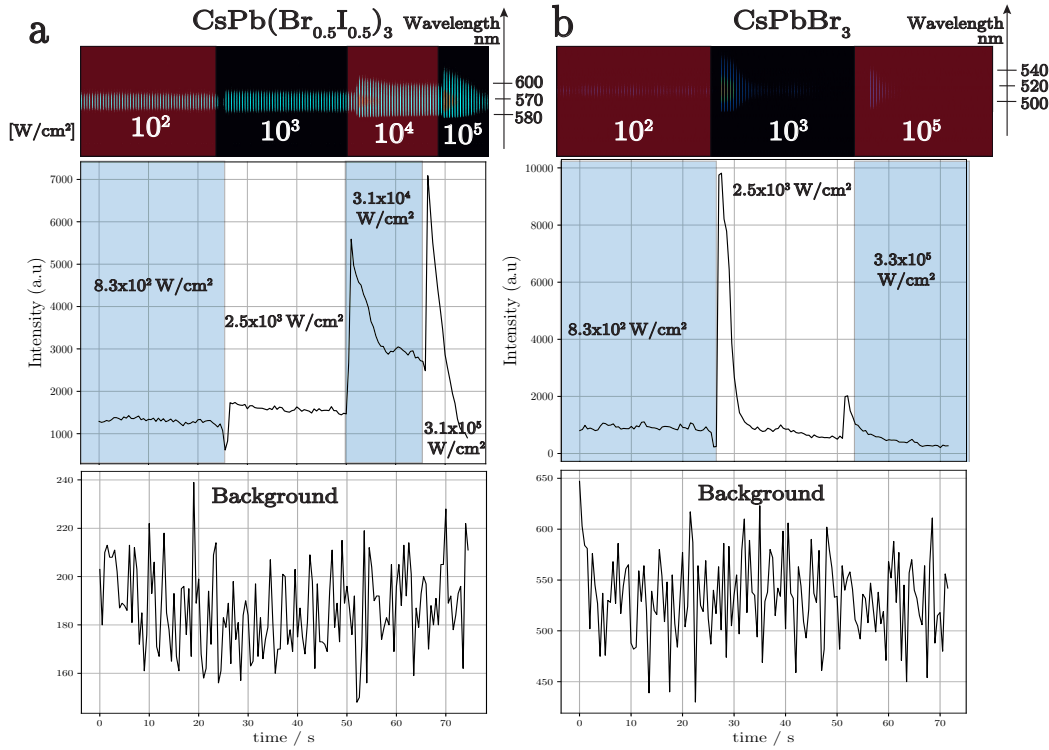 a
CsPb(Br0.5I0.5)3
Wavelength
nm
600
570
580
[W/cm²]
10²
10³
10⁴
10⁵
7000
6000
5000
4000
3000
2000
1000
Intensity (a.u)
8.3x10² W/cm²
2.5x10³ W/cm²
3.1x10⁴
W/cm²
3.1x10⁵
W/cm²
Background
240
220
200
180
160
0 10 20 30 40 50 60 70
time / s
b
CsPbBr3
Wavelength
nm
540
520
500
10²
10³
10⁵
10000
8000
6000
4000
2000
0
Intensity (a.u)
8.3x10² W/cm²
2.5x10³ W/cm²
3.3x10⁵
W/cm²
Background
650
600
550
500
450
0 10 20 30 40 50 60 70
time / s